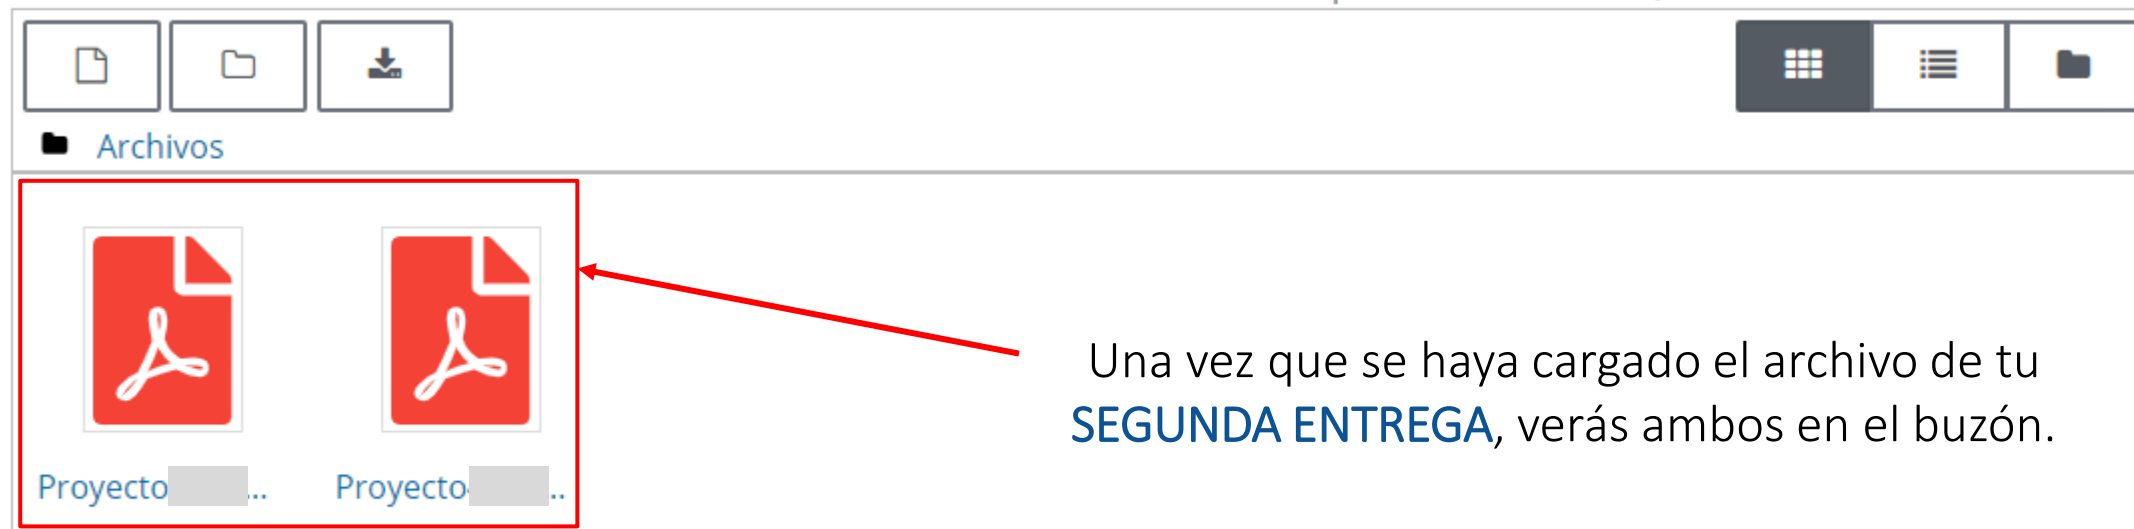 Archivos
Proyecto ...
Proyecto ..
Una vez que se haya cargado el archivo de tu
SEGUNDA ENTREGA, verás ambos en el buzón.